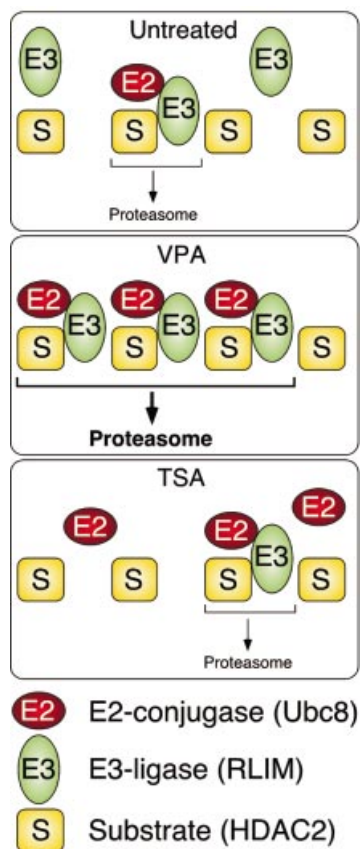 Untreated
E3 E3
E2
E3
S S S S
Proteasome
VPA
E2 E2 E2
E3 E3 E3
S S S S
Proteasome
TSA
E2
E2 E2
E3
S S S S
Proteasome
E2 E2-conjugase (Ubc8)
E3 E3-ligase (RLIM)
S Substrate (HDAC2)